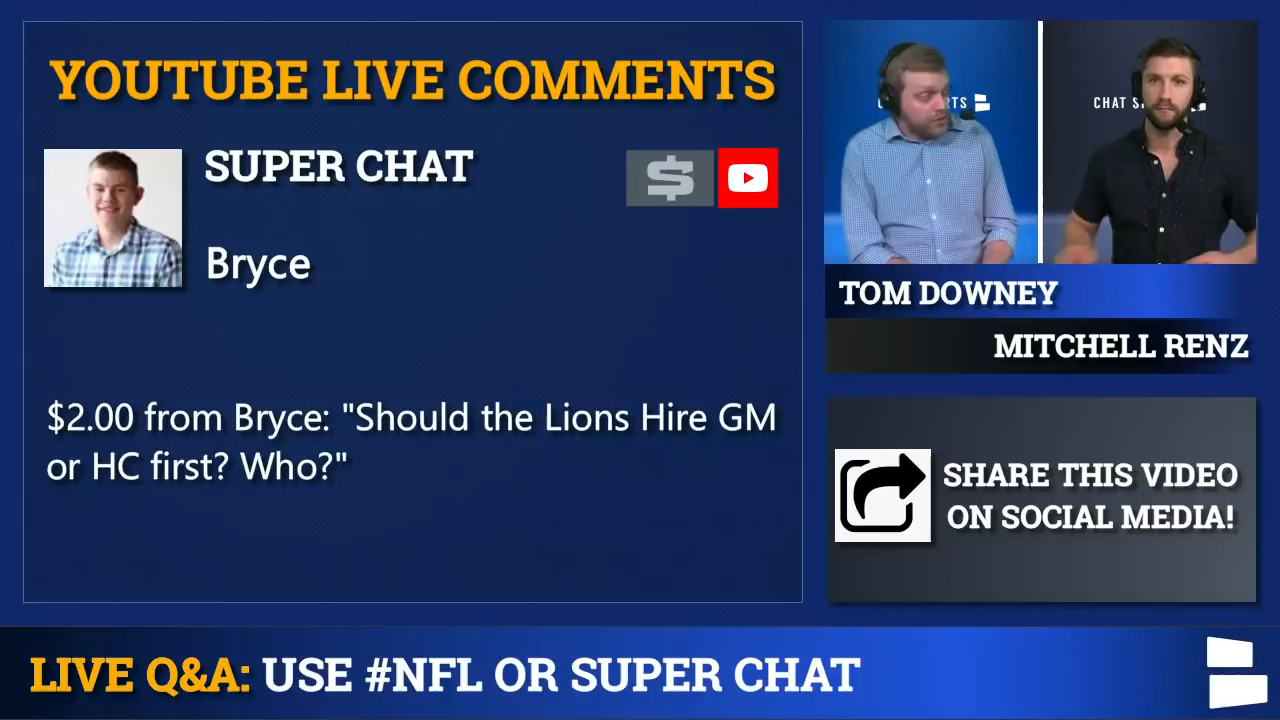 YOUTUBE LIVE COMMENTS
SUPER CHAT
Bryce
$2.00 from Bryce: "Should the Lions Hire GM
or HC first? Who?"
CHAT
TOM DOWNEY
MITCHELL RENZ
SHARE THIS VIDEO
ON SOCIAL MEDIA!
LIVE Q&A: USE #NFL OR SUPER CHAT